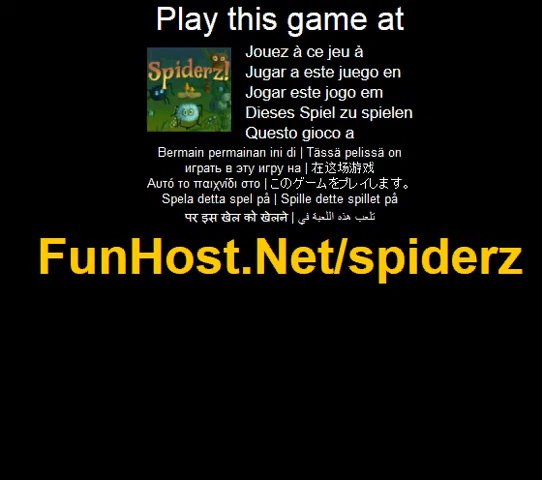 Play this game at
Spiderz!
Jouez à ce jeu à
Jugar a este juego en
Jogar este jogo em
Dieses Spiel zu spielen
Questo gioco a
Bermain permainan ini di | Tässä pelissä on
играть в эту игру на | 在这场游戏
Αυτό το παιχνίδι στο | このゲームをプレイします。
Spela detta spel på | Spille dette spillet på
पर इस खेल को खेलने | تلعب هذه اللعبة في
FunHost.Net/spiderz